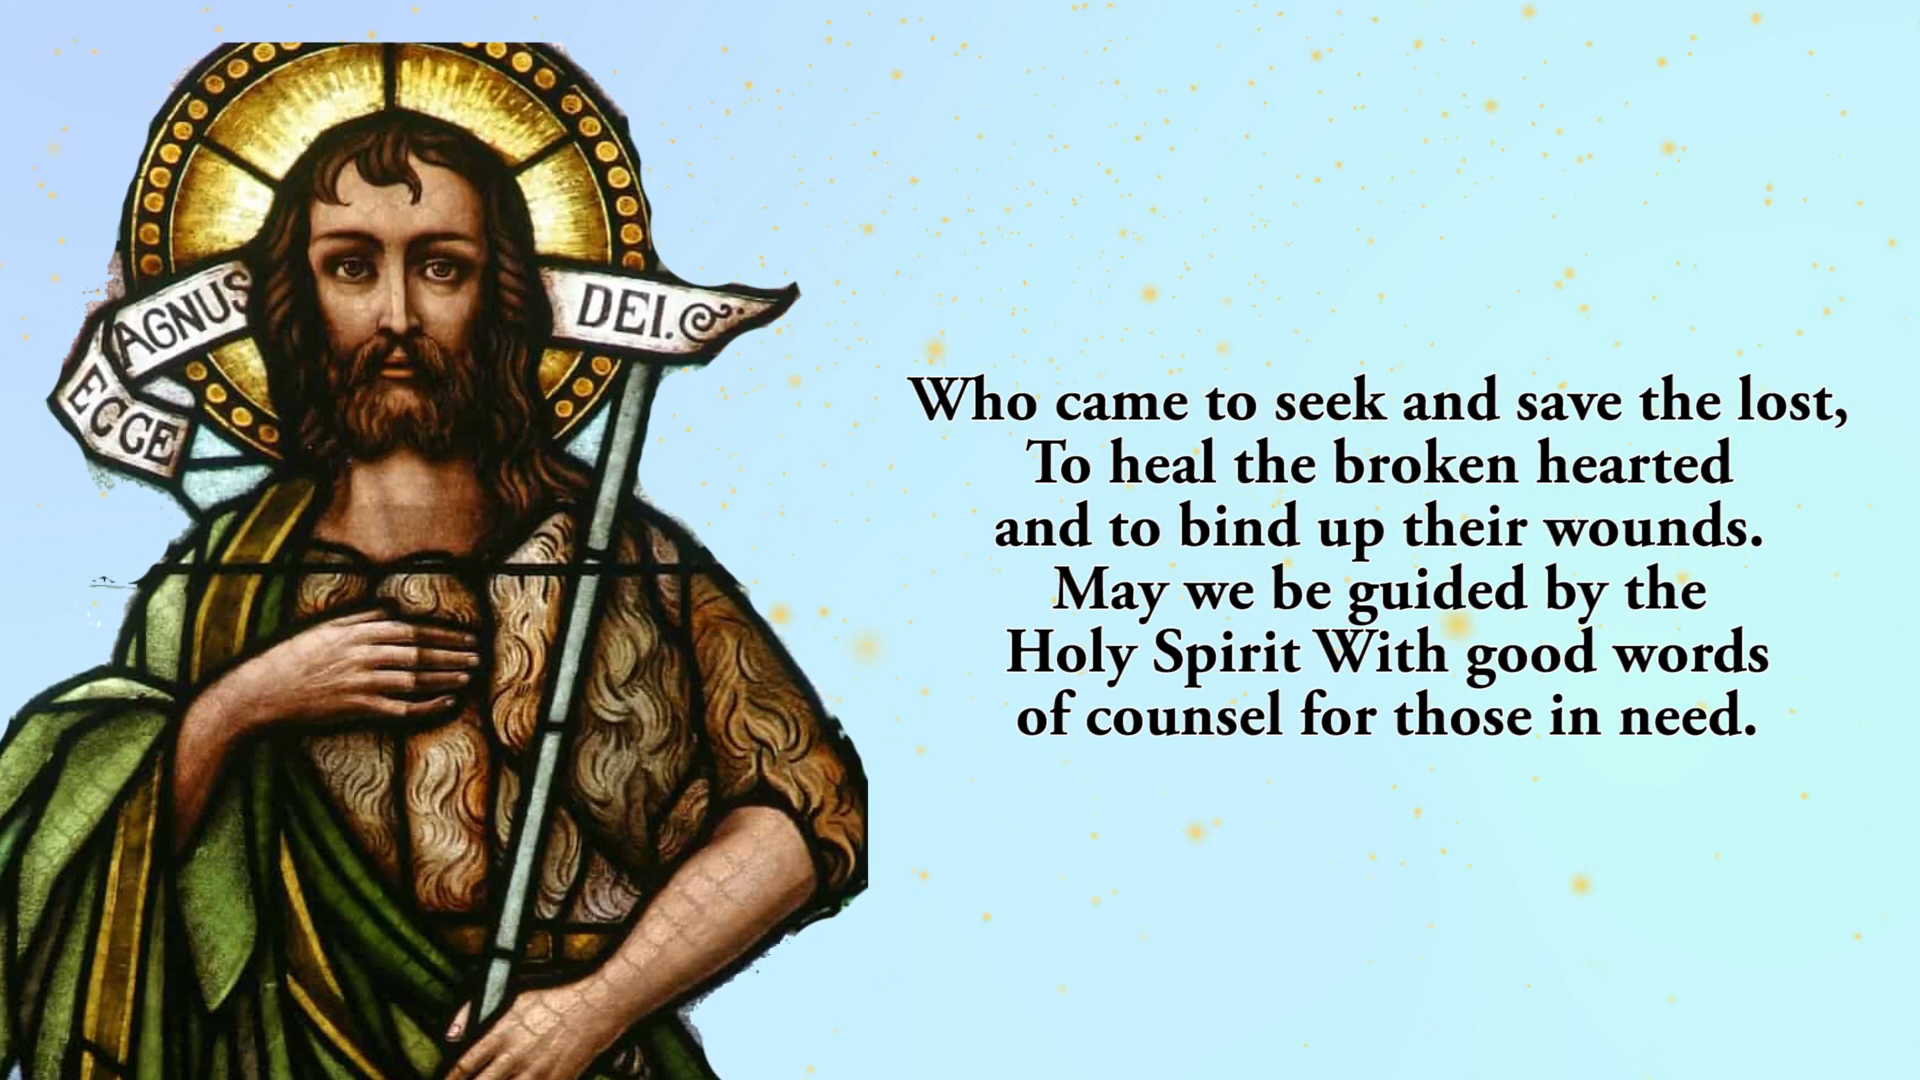 ECCE
AGNUS
DEI.
Who came to seek and save the lost,
To heal the broken hearted
and to bind up their wounds.
May we be guided by the
Holy Spirit With good words
of counsel for those in need.